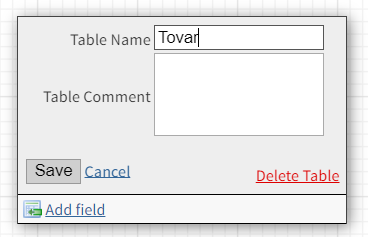 Table Name Tovar
Table Comment
Save Cancel Delete Table
Add field